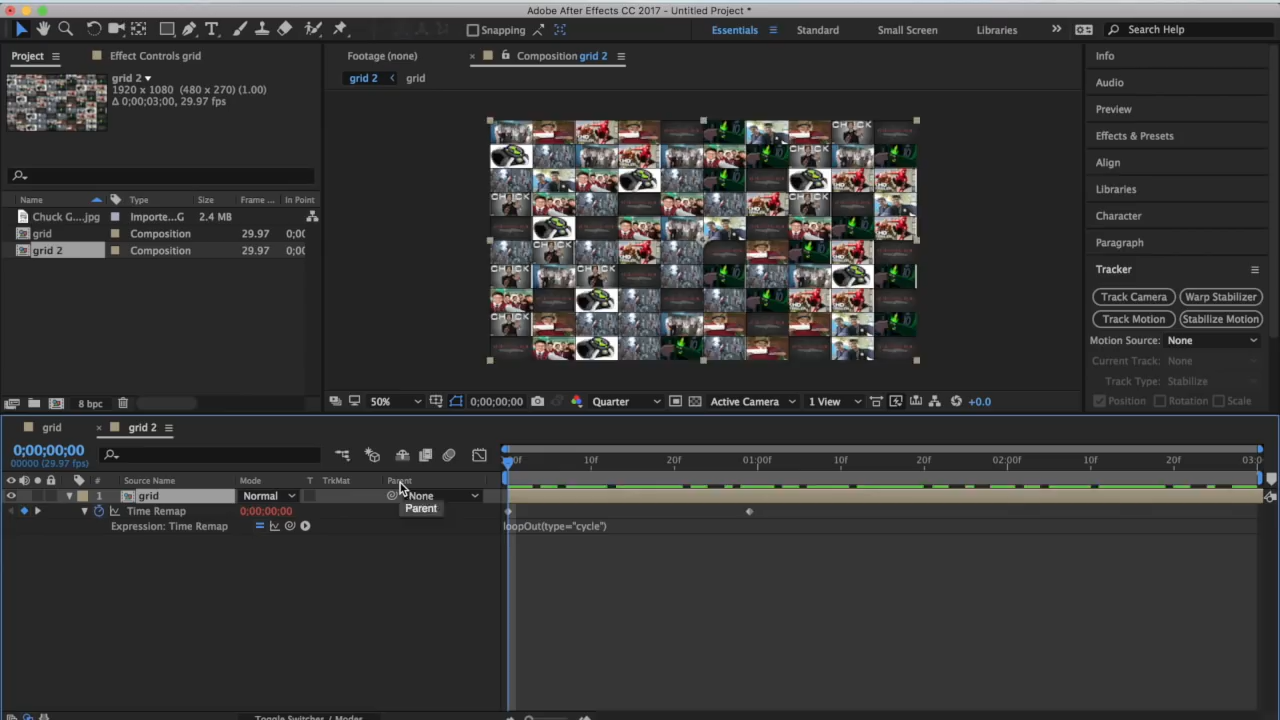 Adobe After Effects CC 2017 - Untitled Project *
Snapping
Essentials
Standard
Small Screen
Libraries
Search Help
Project
Effect Controls grid
grid 2
1920 x 1080 (480 x 270) (1.00)
Δ 0;00;03;00, 29.97 fps
Name Type Size Frame ... In Point
Chuck G....jpg Importe...G 2.4 MB
grid Composition 29.97 0;00
grid 2 Composition 29.97 0;00
8 bpc
Footage (none)
Composition grid 2
grid 2 grid
50%
0;00;00;00
Quarter
Active Camera
1 View
+0.0
Info
Audio
Preview
Effects & Presets
Align
Libraries
Character
Paragraph
Tracker
Track Camera Warp Stabilizer
Track Motion Stabilize Motion
Motion Source: None
Current Track: None
Track Type: Stabilize
Position Rotation Scale
grid
grid 2
0;00;00;00
00000 (29.97 fps)
# Source Name Mode T TrkMat Parent
1 grid Normal None
Parent
Time Remap 0;00;00;00
Expression: Time Remap
loopOut(type="cycle")
10f 20f 01:00f 10f 20f 02:00f 10f 20f 03:0
Toggle Switches / Modes